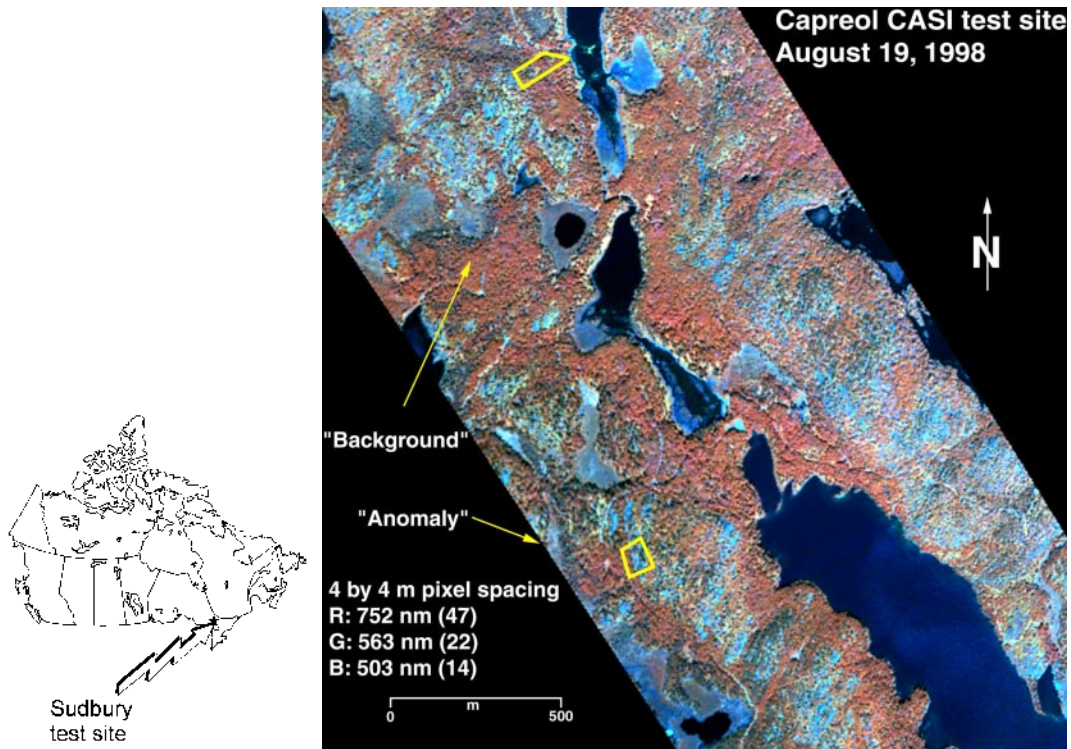 Capreol CASI test site
August 19, 1998
N
"Background"
"Anomaly"
4 by 4 m pixel spacing
R: 752 nm (47)
G: 563 nm (22)
B: 503 nm (14)
m
0 500
Sudbury
test site